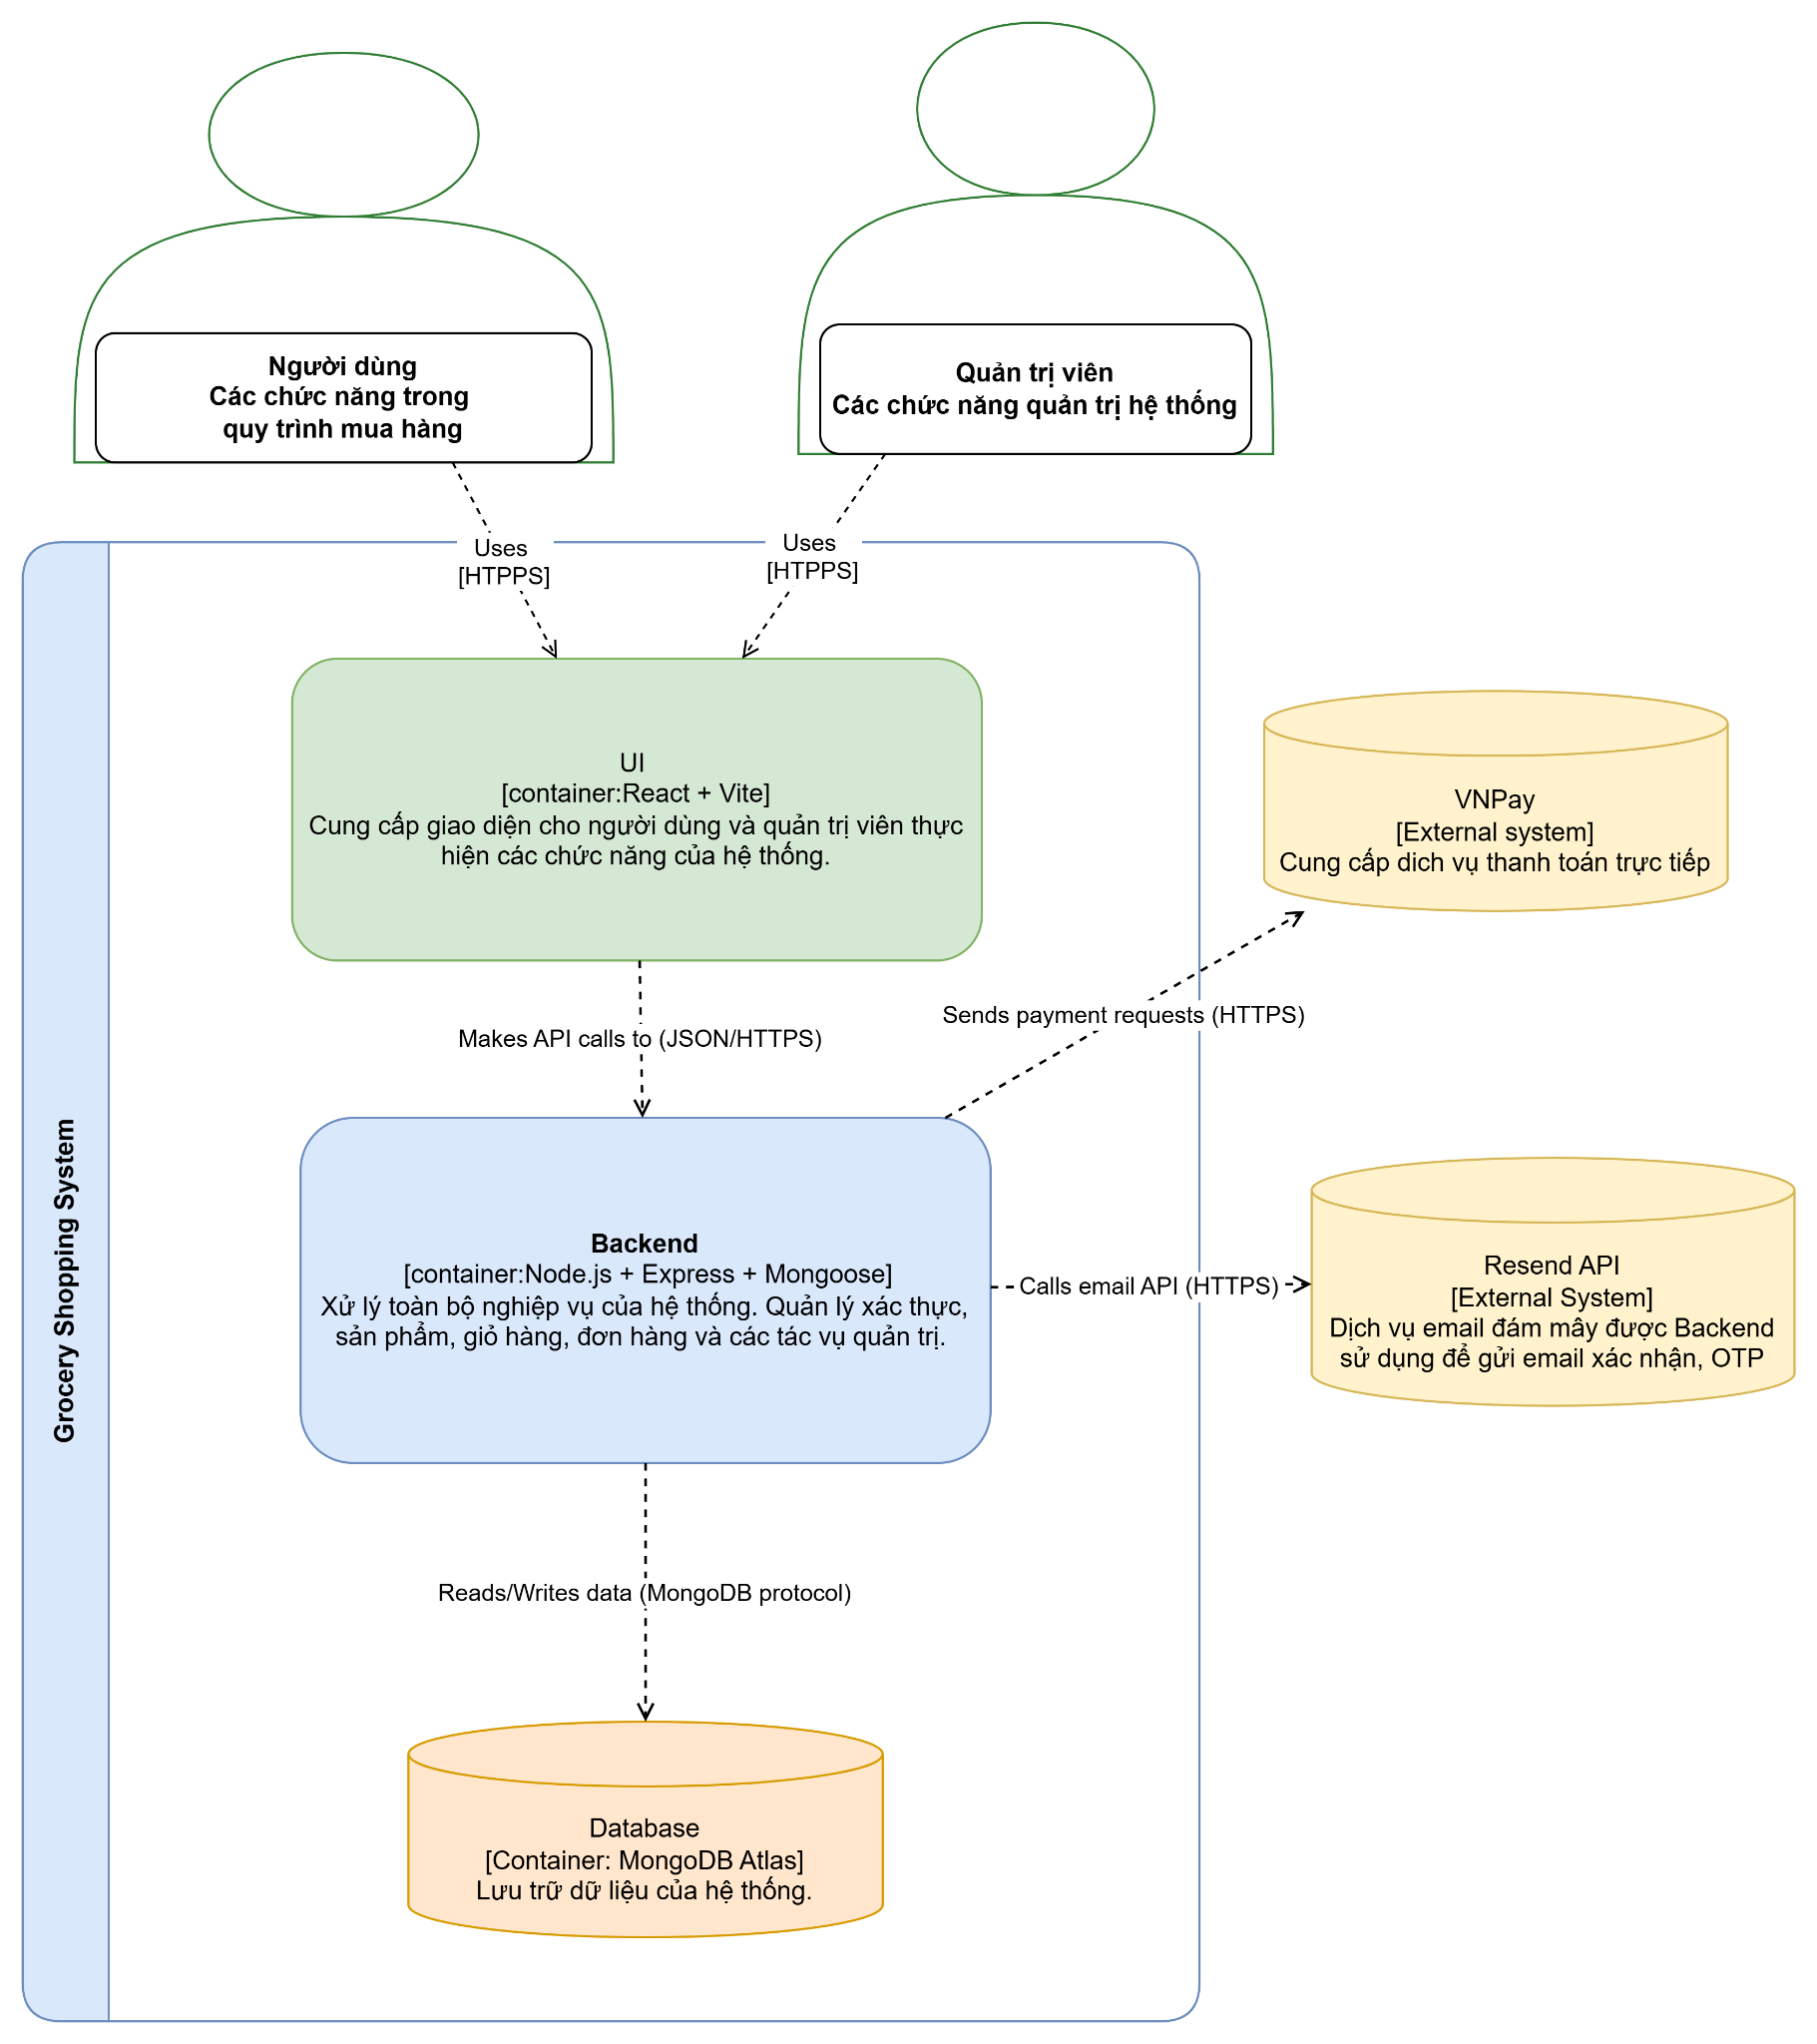 Người dùng
Các chức năng trong
quy trình mua hàng
Quản trị viên
Các chức năng quản trị hệ thống
Uses
[HTPPS]
Uses
[HTPPS]
Grocery Shopping System
UI
[container:React + Vite]
Cung cấp giao diện cho người dùng và quản trị viên thực
hiện các chức năng của hệ thống.
VNPay
[External system]
Cung cấp dich vụ thanh toán trực tiếp
Sends payment requests (HTTPS)
Makes API calls to (JSON/HTTPS)
Backend
[container:Node.js + Express + Mongoose]
Xử lý toàn bộ nghiệp vụ của hệ thống. Quản lý xác thực,
sản phẩm, giỏ hàng, đơn hàng và các tác vụ quản trị.
Calls email API (HTTPS)
Resend API
[External System]
Dịch vụ email đám mây được Backend
sử dụng để gửi email xác nhận, OTP
Reads/Writes data (MongoDB protocol)
Database
[Container: MongoDB Atlas]
Lưu trữ dữ liệu của hệ thống.